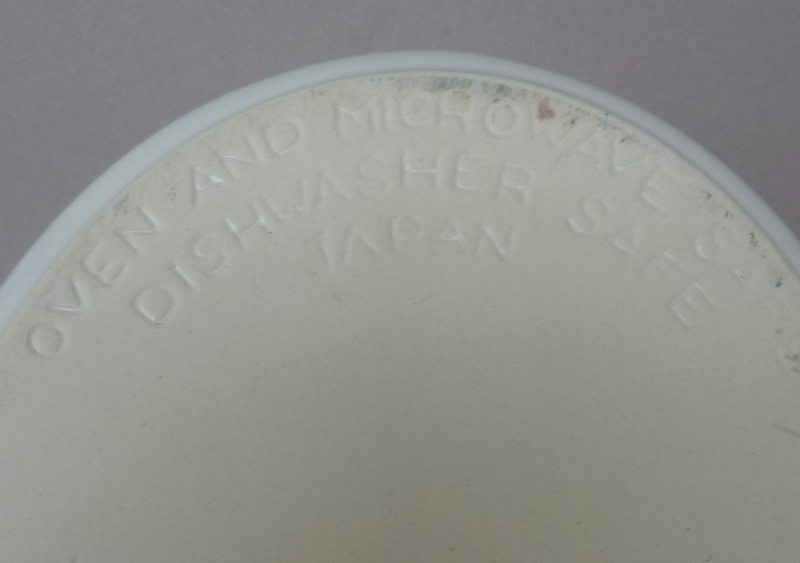 OVEN AND MICROWAVE SAFE
DISHWASHER SAFE
JAPAN